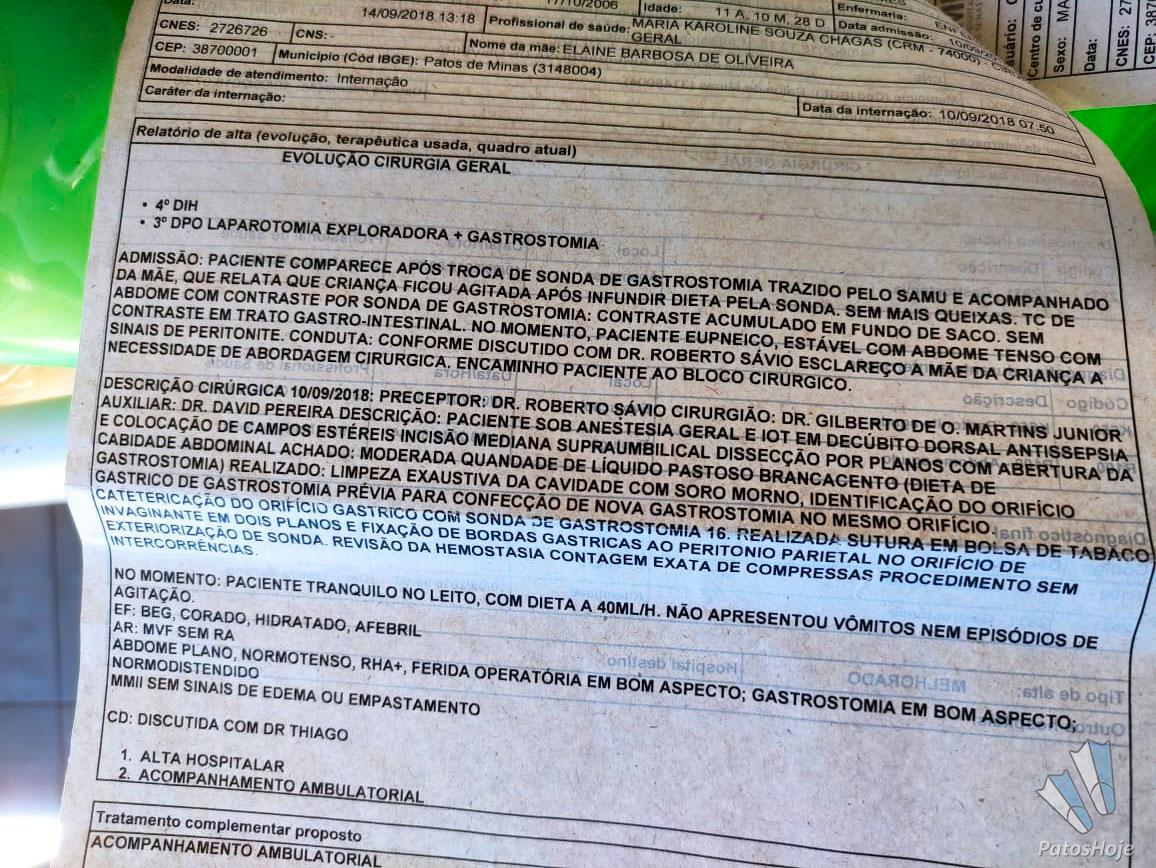 Data:
14/09/2018 13:18
17/10/2006
Idade: 11 A, 10 M, 28 D
Enfermaria:
CNES: 2726726
CNS:-
Profissional de saúde: MARIA KAROLINE SOUZA CHAGAS (CRM - 74000) -
GERAL
Data admissão:
CEP: 38700001
Município (Cód IBGE): Patos de Minas (3148004)
Nome da mãe: ELAINE BARBOSA DE OLIVEIRA
Modalidade de atendimento: Internação
Caráter da internação:
Data da internação: 10/09/2018 07:50
Relatório de alta (evolução, terapêutica usada, quadro atual)
EVOLUÇÃO CIRURGIA GERAL
• 4º DIH
• 3º DPO LAPAROTOMIA EXPLORADORA + GASTROSTOMIA
ADMISSÃO: PACIENTE COMPARECE APÓS TROCA DE SONDA DE GASTROSTOMIA TRAZIDO PELO SAMU E ACOMPANHADO
DA MÃE, QUE RELATA QUE CRIANÇA FICOU AGITADA APÓS INFUNDIR DIETA PELA SONDA. SEM MAIS QUEIXAS. TC DE
ABDOME COM CONTRASTE POR SONDA DE GASTROSTOMIA: CONTRASTE ACUMULADO EM FUNDO DE SACO. SEM
CONTRASTE EM TRATO GASTRO-INTESTINAL. NO MOMENTO, PACIENTE EUPNEICO, ESTÁVEL COM ABDOME TENSO COM
SINAIS DE PERITONITE. CONDUTA: CONFORME DISCUTIDO COM DR. ROBERTO SÁVIO ESCLAREÇO A MÃE DA CRIANÇA A
NECESSIDADE DE ABORDAGEM CIRURGICA, ENCAMINHO PACIENTE AO BLOCO CIRÚRGICO.
DESCRIÇÃO CIRÚRGICA 10/09/2018: PRECEPTOR: DR. ROBERTO SÁVIO CIRURGIÃO: DR. GILBERTO DE O. MARTINS JUNIOR
AUXILIAR: DR. DAVID PEREIRA DESCRIÇÃO: PACIENTE SOB ANESTESIA GERAL E IOT EM DECÚBITO DORSAL ANTISSEPSIA
E COLOCAÇÃO DE CAMPOS ESTÉREIS INCISÃO MEDIANA SUPRAUMBILICAL DISSECÇÃO POR PLANOS COM ABERTURA DA
CABIDADE ABDOMINAL ACHADO: MODERADA QUANDADE DE LÍQUIDO PASTOSO BRANCACENTO (DIETA DE
GASTROSTOMIA) REALIZADO: LIMPEZA EXAUSTIVA DA CAVIDADE COM SORO MORNO, IDENTIFICAÇÃO DO ORIFÍCIO
GASTRICO DE GASTROSTOMIA PRÉVIA PARA CONFECÇÃO DE NOVA GASTROSTOMIA NO MESMO ORIFÍCIO.
CATETERICAÇÃO DO ORIFÍCIO GASTRICO COM SONDA DE GASTROSTOMIA 16. REALIZADA SUTURA EM BOLSA DE TABACO
INVAGINANTE EM DOIS PLANOS E FIXAÇÃO DE BORDAS GASTRICAS AO PERITONIO PARIETAL NO ORIFÍCIO DE
EXTERIORIZAÇÃO DE SONDA. REVISÃO DA HEMOSTASIA CONTAGEM EXATA DE COMPRESSAS PROCEDIMENTO SEM
INTERCORRÊNCIAS.
NO MOMENTO: PACIENTE TRANQUILO NO LEITO, COM DIETA A 40ML/H. NÃO APRESENTOU VÔMITOS NEM EPISÓDIOS DE
AGITAÇÃO.
EF: BEG, CORADO, HIDRATADO, AFEBRIL
AR: MVF SEM RA
ABDOME PLANO, NORMOTENSO, RHA+, FERIDA OPERATÓRIA EM BOM ASPECTO; GASTROSTOMIA EM BOM ASPECTO;
NORMODISTENDIDO
MMII SEM SINAIS DE EDEMA OU EMPASTAMENTO
CD: DISCUTIDA COM DR THIAGO
1. ALTA HOSPITALAR
2. ACOMPANHAMENTO AMBULATORIAL
Tratamento complementar proposto
ACOMPANHAMENTO AMBULATORIAL
Centro de
Sexo:
Data:
CNES:
CEP:
PatosHoje